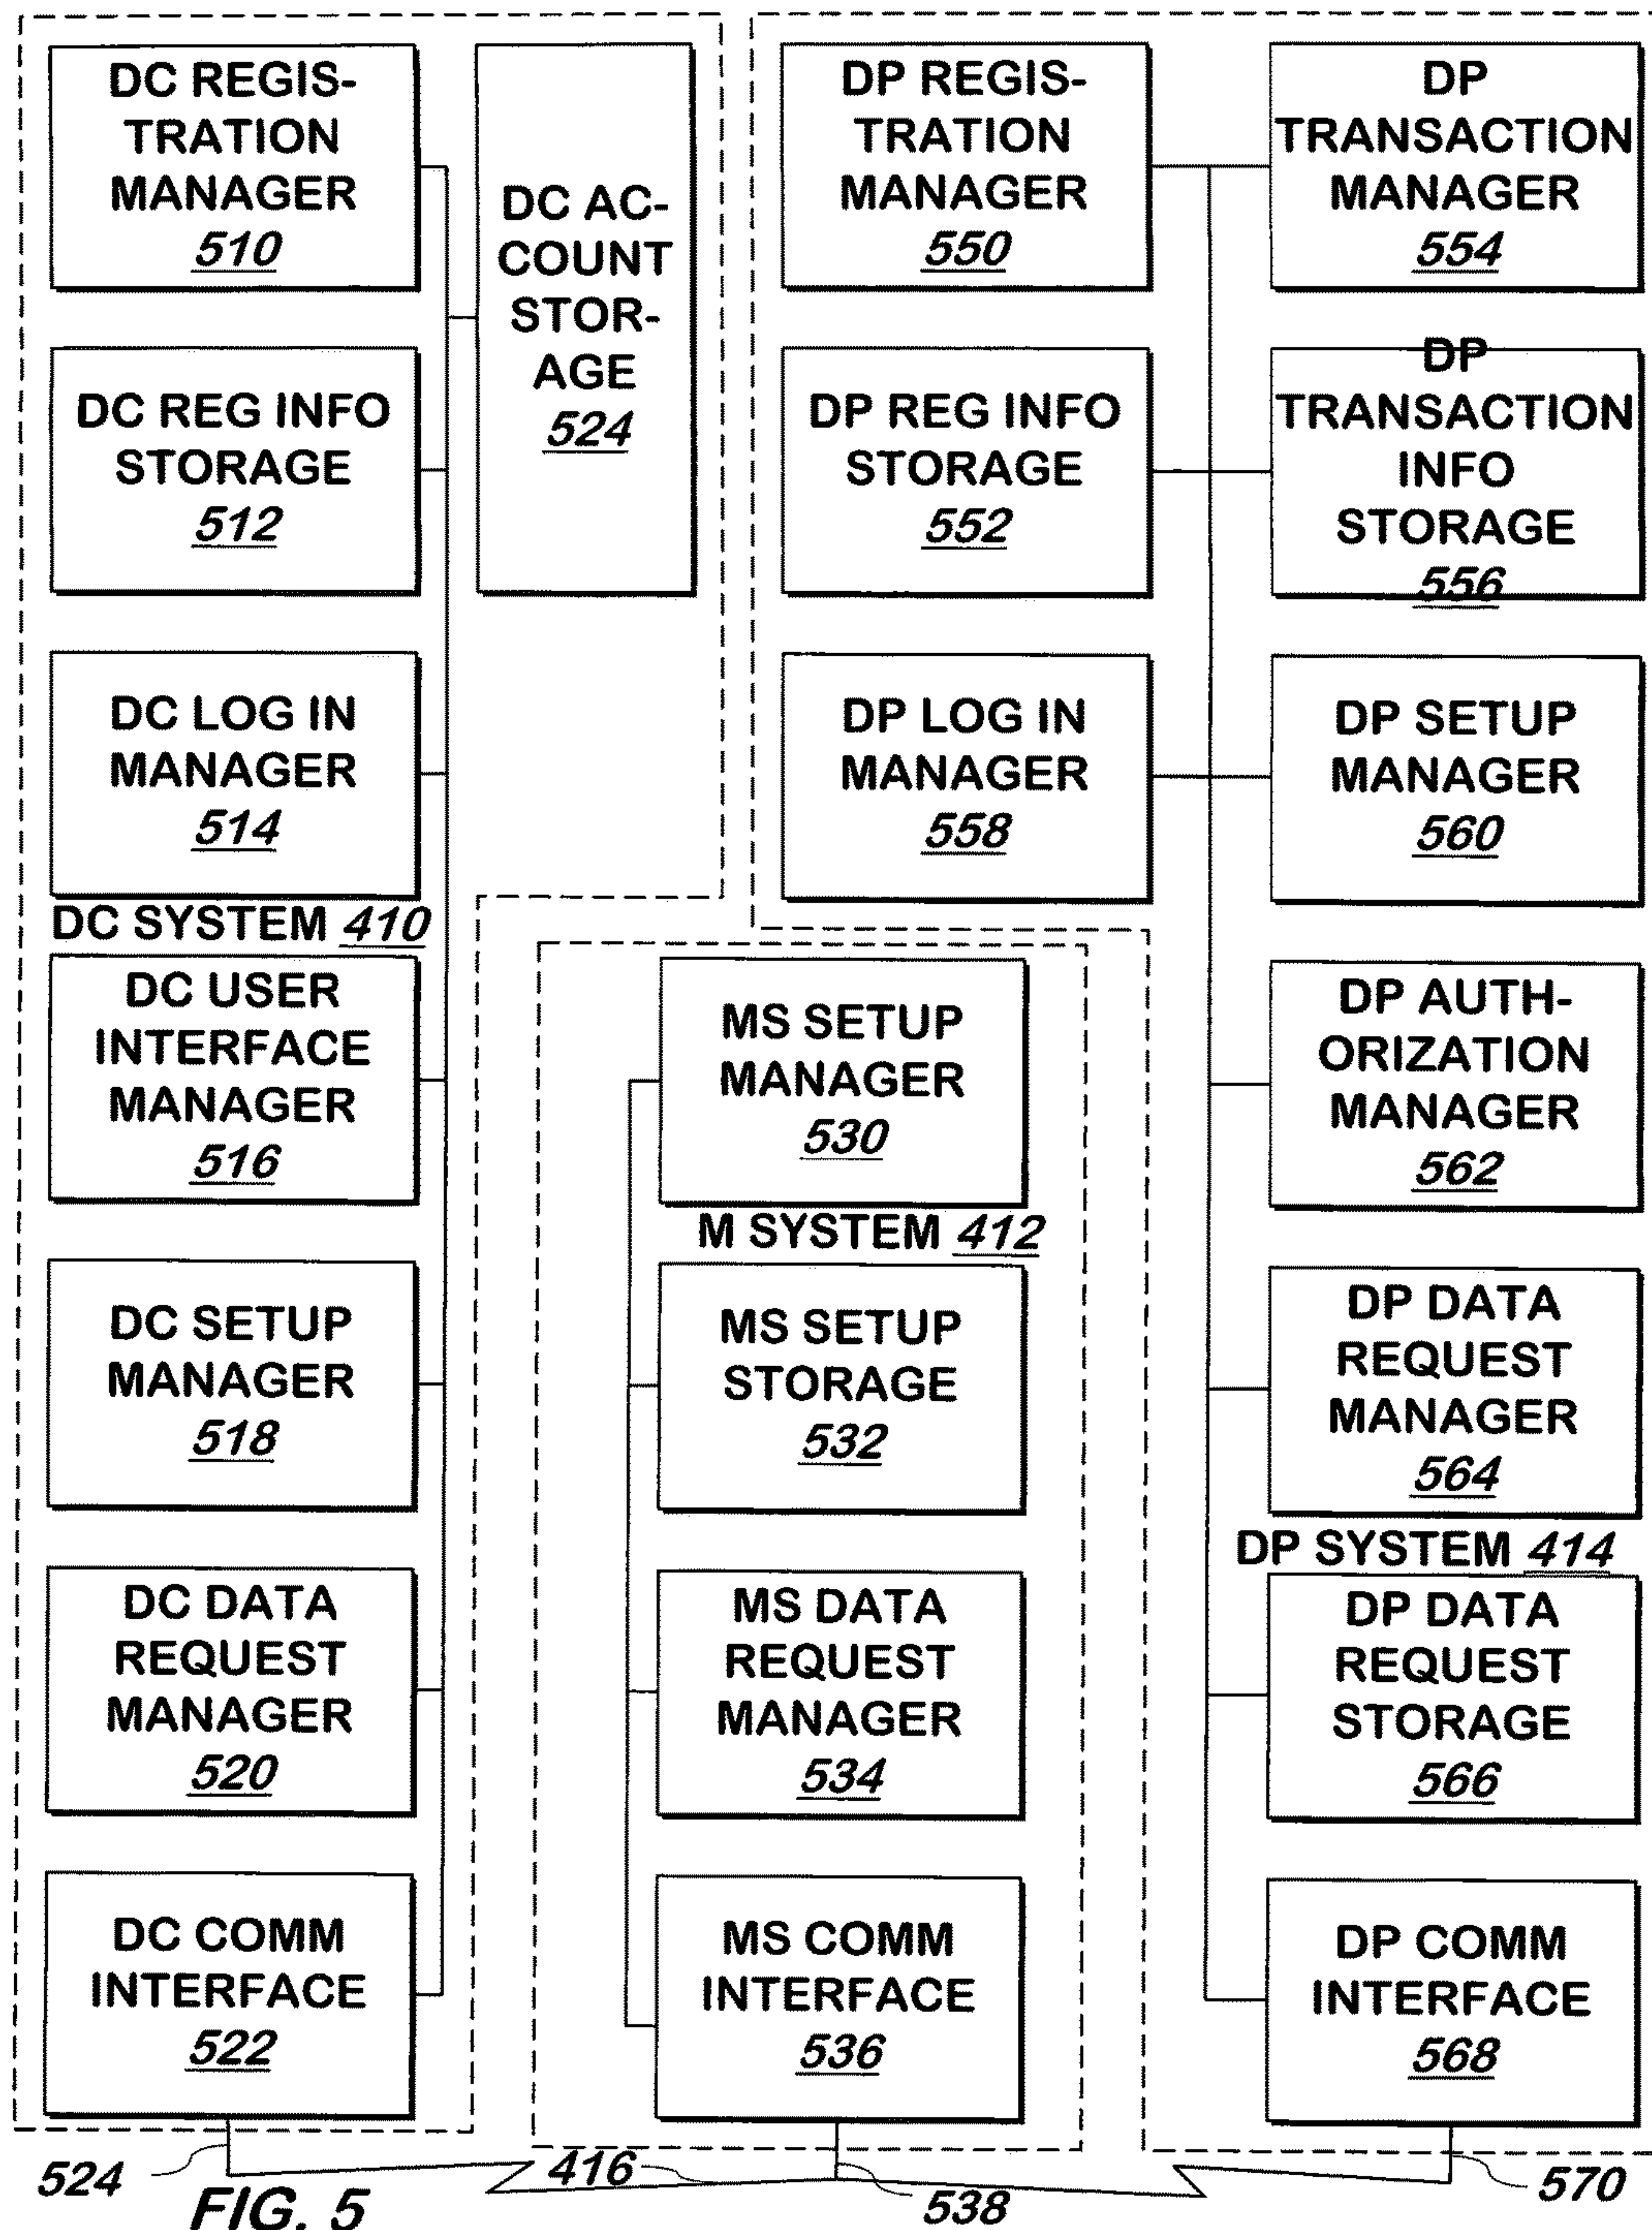 DC REGIS-
TRATION
MANAGER
510
DC AC-
COUNT
STOR-
AGE
524
DC REG INFO
STORAGE
512
DC LOG IN
MANAGER
514
DC SYSTEM 410
DC USER
INTERFACE
MANAGER
516
DC SETUP
MANAGER
518
DC DATA
REQUEST
MANAGER
520
DC COMM
INTERFACE
522
MS SETUP
MANAGER
530
M SYSTEM 412
MS SETUP
STORAGE
532
MS DATA
REQUEST
MANAGER
534
MS COMM
INTERFACE
536
DP REGIS-
TRATION
MANAGER
550
DP REG INFO
STORAGE
552
DP LOG IN
MANAGER
558
DP
TRANSACTION
MANAGER
554
DP
TRANSACTION
INFO
STORAGE
556
DP SETUP
MANAGER
560
DP AUTH-
ORIZATION
MANAGER
562
DP DATA
REQUEST
MANAGER
564
DP SYSTEM 414
DP DATA
REQUEST
STORAGE
566
DP COMM
INTERFACE
568
524
416
538
570
FIG. 5